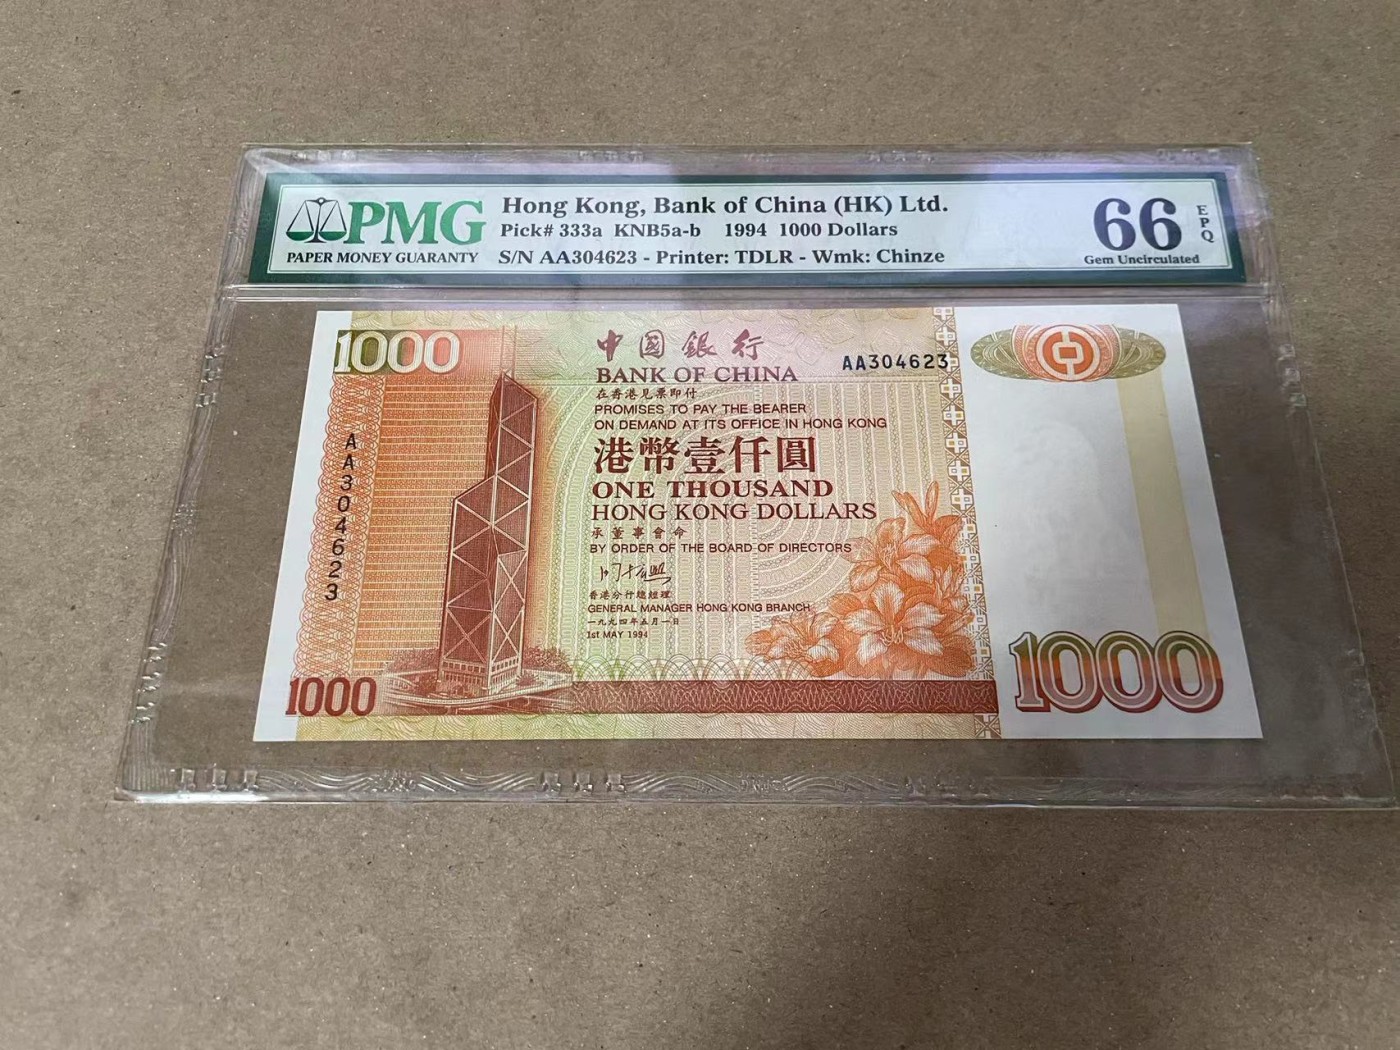 PMG
PAPER MONEY GUARANTY
Hong Kong, Bank of China (HK) Ltd.
Pick# 333a KNB5a-b 1994 1000 Dollars
S/N AA304623 - Printer: TDLR - Wmk: Chinze
66
EPQ
Gem Uncirculated
1000
中國銀行
BANK OF CHINA
AA304623
在香港見票即付
PROMISES TO PAY THE BEARER
ON DEMAND AT ITS OFFICE IN HONG KONG
港幣壹仟圓
ONE THOUSAND
HONG KONG DOLLARS
承董事會命
BY ORDER OF THE BOARD OF DIRECTORS
香港分行總經理
GENERAL MANAGER HONG KONG BRANCH
一九九四年五月一日
1st MAY 1994
AA304623
1000
1000